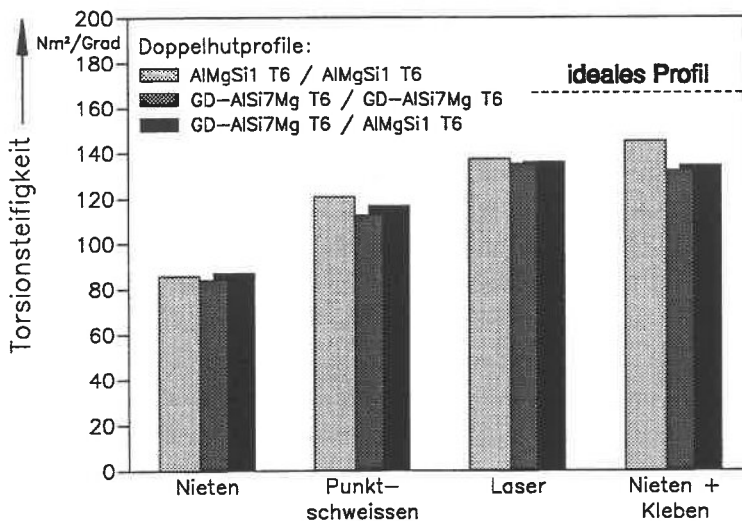 200
Nm²/Grad
180
160
140
120
100
80
60
40
20
0
Torsionsteifigkeit
Doppelhutprofile:
AlMgSi1 T6 / AlMgSi1 T6
GD-AlSi7Mg T6 / GD-AlSi7Mg T6
GD-AlSi7Mg T6 / AlMgSi1 T6
ideales Profil
Nieten
Punkt-
schweissen
Laser
Nieten +
Kleben